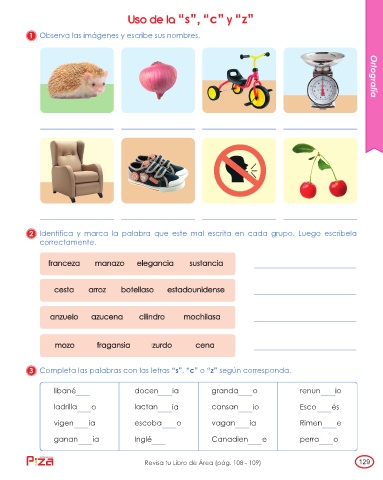 Uso de la “s”, “c” y “z”
1 Observa las imágenes y escribe sus nombres.
Ortografía
2 Identifica y marca la palabra que este mal escrita en cada grupo. Luego escríbela
correctamente.
franceza manazo elegancia sustancia
cesta arroz botellaso estadounidense
anzuelo azucena cilindro mochilasa
mozo fragansia zurdo cena
3 Completa las palabras con las letras “s”, “c” o “z” según corresponda.
libané___ docen___ia granda___o renun___io
ladrilla___o lactan___ia cansan___io Esco___és
vigen___ia escoba___o vagan___ia Rimen___e
ganan___ia Inglé___ Canadien___e perro___o
Piza
Revisa tu Libro de Área (pág. 108 - 109)
129